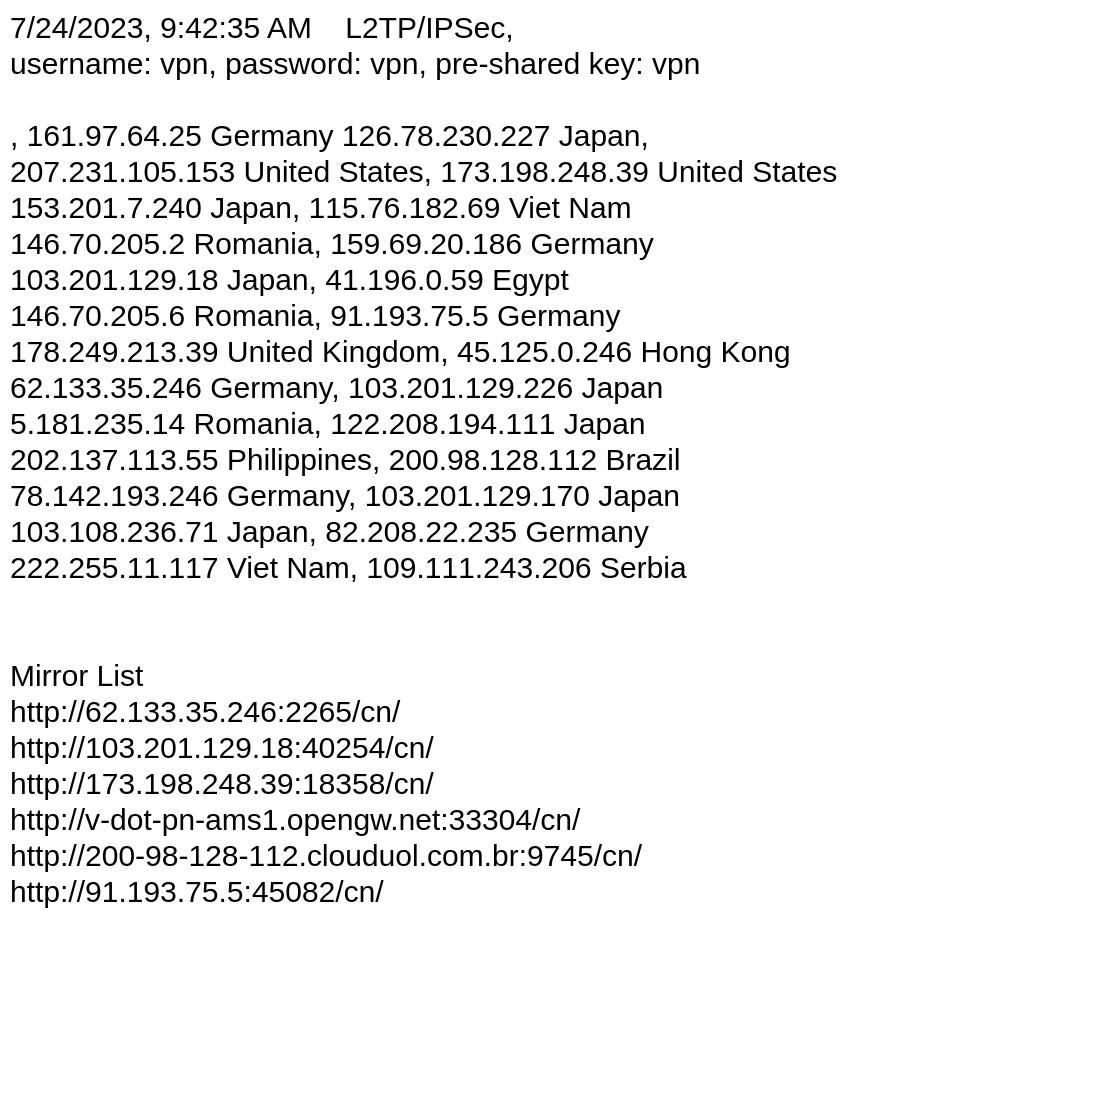 7/24/2023, 9:42:35 AM    L2TP/IPSec,
username: vpn, password: vpn, pre-shared key: vpn
, 161.97.64.25 Germany 126.78.230.227 Japan,
207.231.105.153 United States, 173.198.248.39 United States
153.201.7.240 Japan, 115.76.182.69 Viet Nam
146.70.205.2 Romania, 159.69.20.186 Germany
103.201.129.18 Japan, 41.196.0.59 Egypt
146.70.205.6 Romania, 91.193.75.5 Germany
178.249.213.39 United Kingdom, 45.125.0.246 Hong Kong
62.133.35.246 Germany, 103.201.129.226 Japan
5.181.235.14 Romania, 122.208.194.111 Japan
202.137.113.55 Philippines, 200.98.128.112 Brazil
78.142.193.246 Germany, 103.201.129.170 Japan
103.108.236.71 Japan, 82.208.22.235 Germany
222.255.11.117 Viet Nam, 109.111.243.206 Serbia
Mirror List
http://62.133.35.246:2265/cn/
http://103.201.129.18:40254/cn/
http://173.198.248.39:18358/cn/
http://v-dot-pn-ams1.opengw.net:33304/cn/
http://200-98-128-112.clouduol.com.br:9745/cn/
http://91.193.75.5:45082/cn/